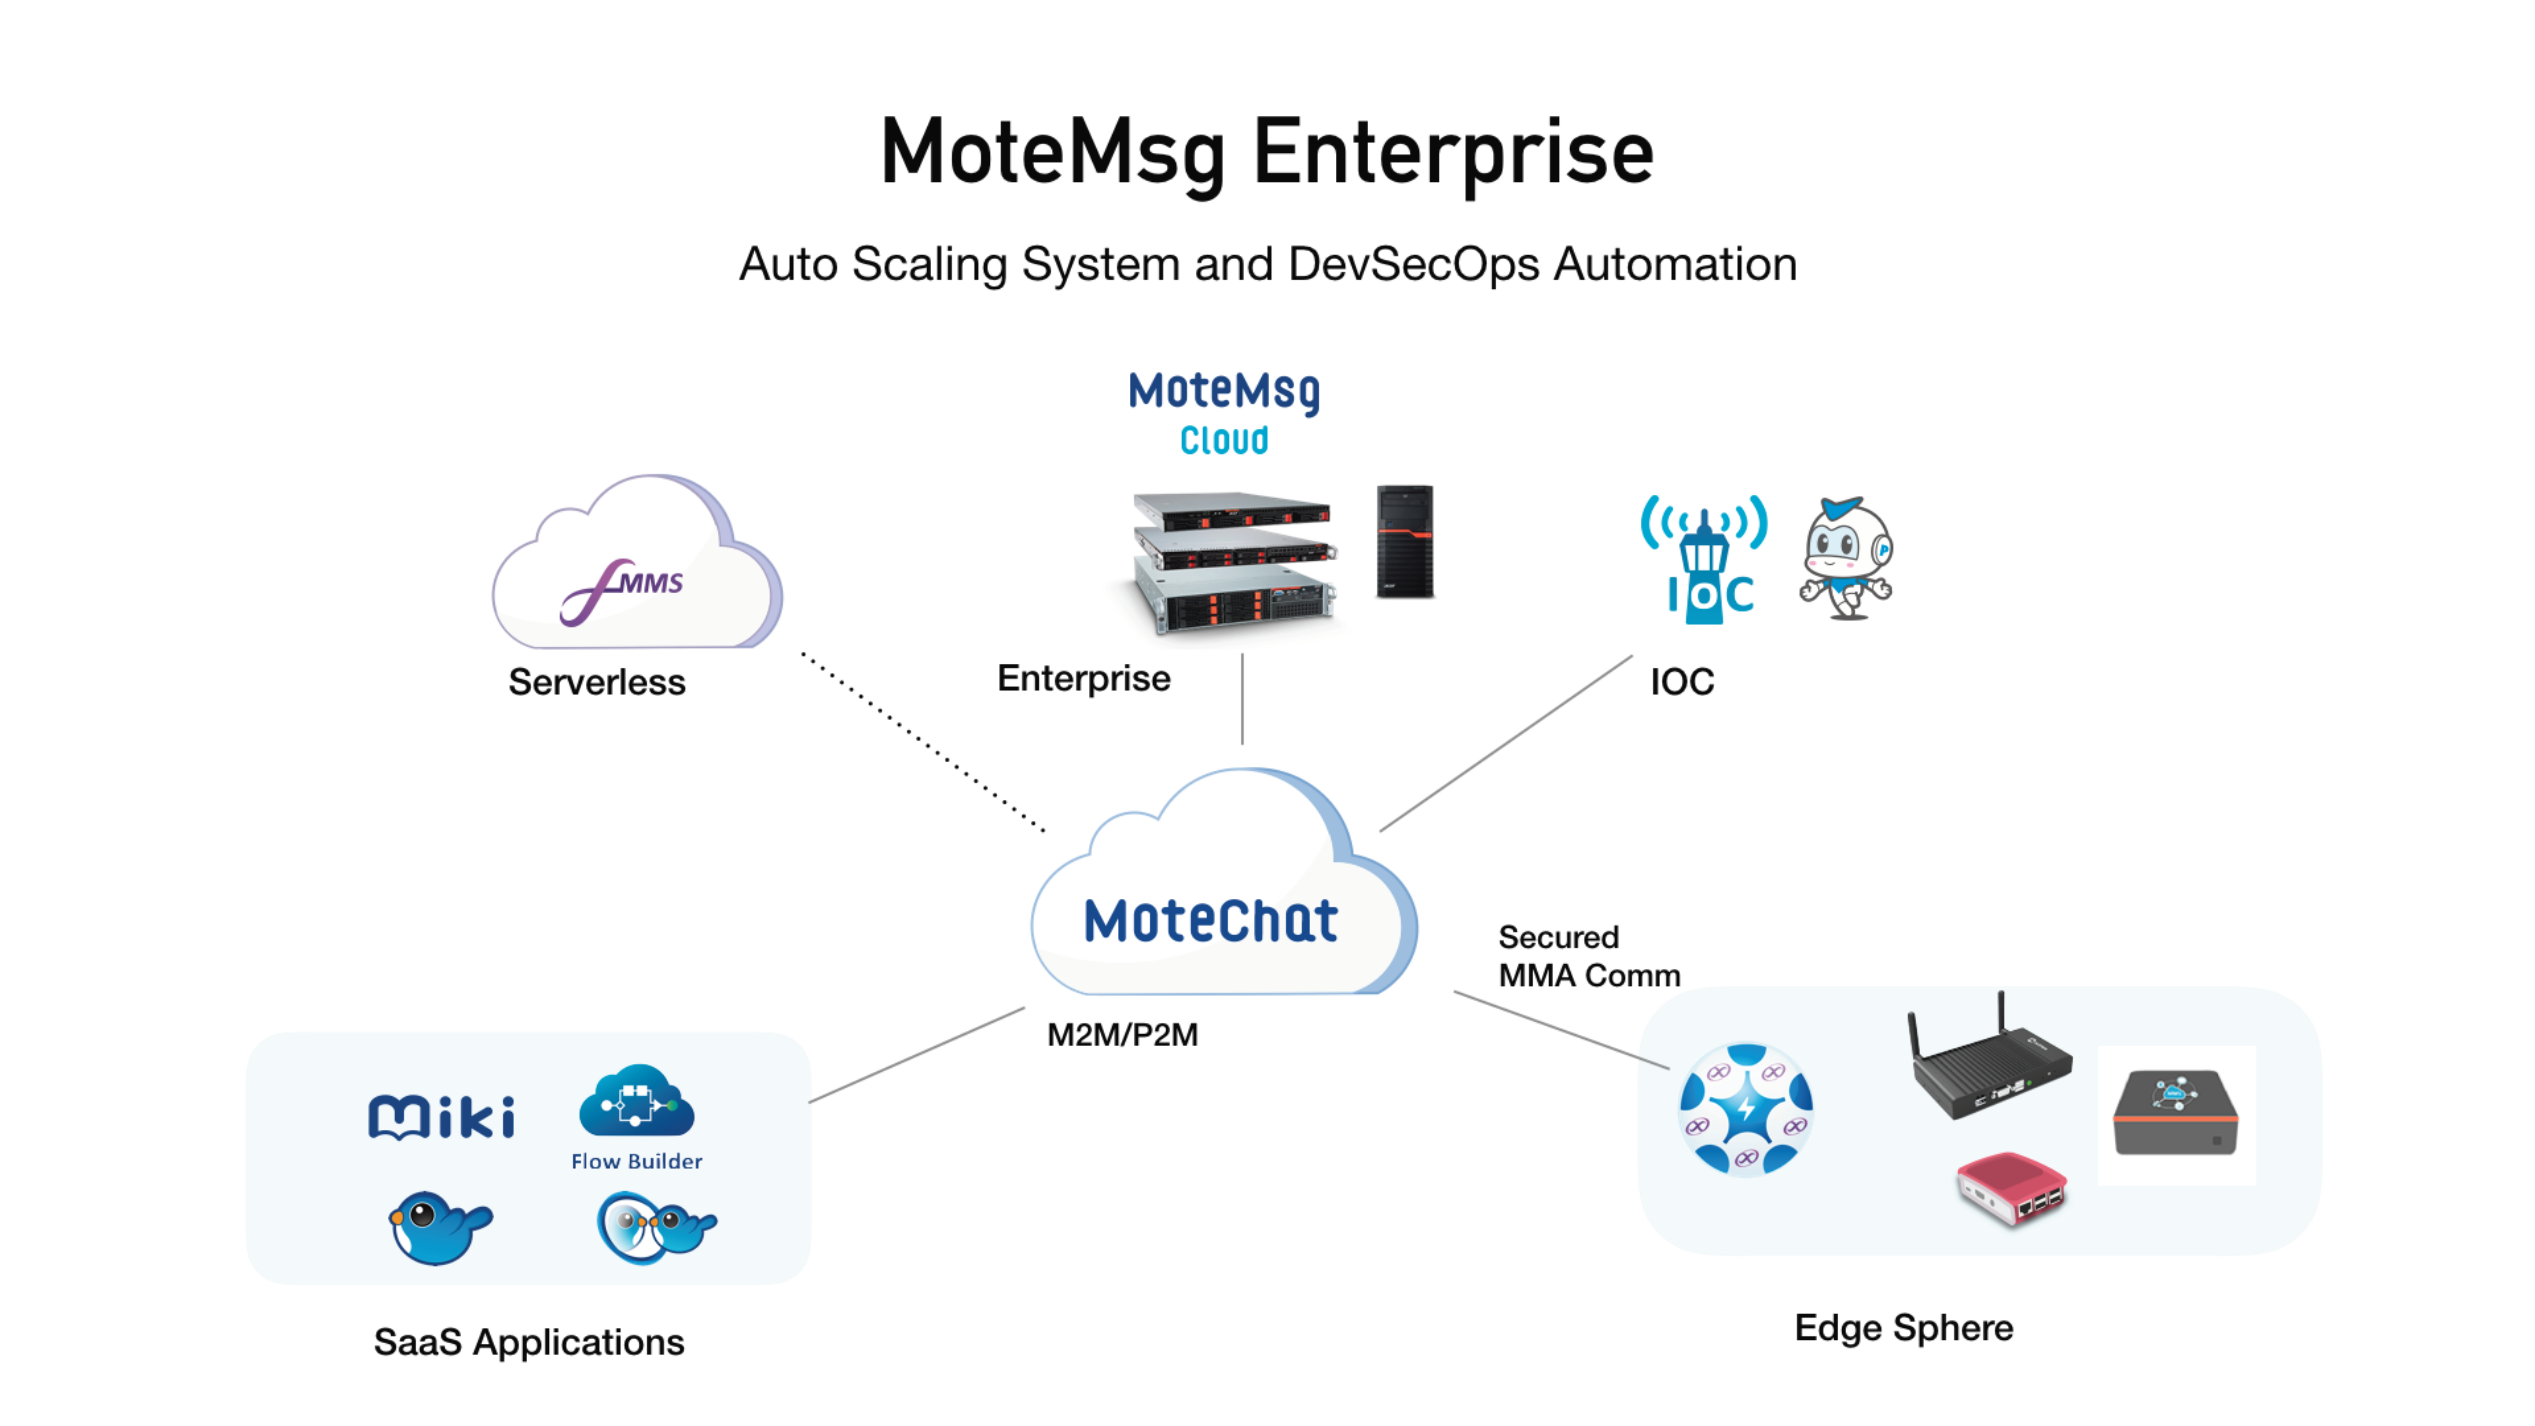 MoteMsg Enterprise
Auto Scaling System and DevSecOps Automation
MoteMsg
Cloud
MMS
Serverless
Enterprise
IOC
P
IOC
MoteChat
Secured
MMA Comm
M2M/P2M
Miki
Flow Builder
SaaS Applications
Edge Sphere